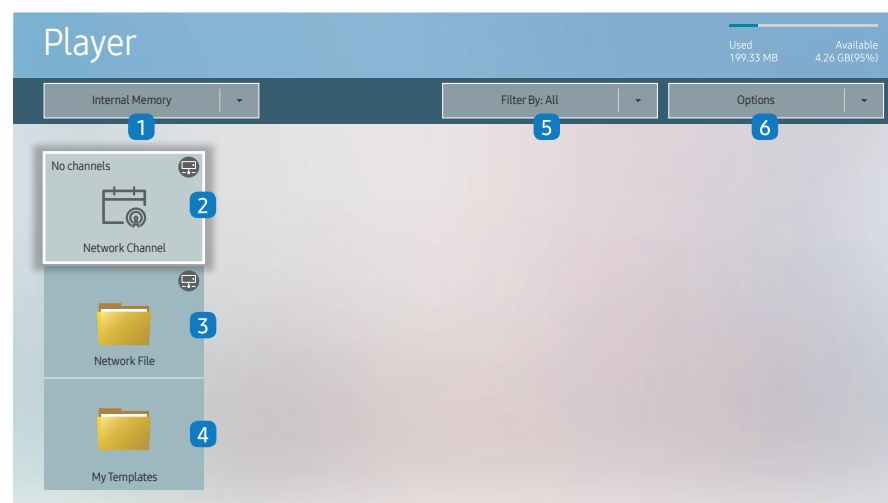 Player
Used Available
199.33 MB 4.26 GB(95%)
Internal Memory
Filter By: All
Options
1
5
6
No channels
2
Network Channel
3
Network File
4
My Templates